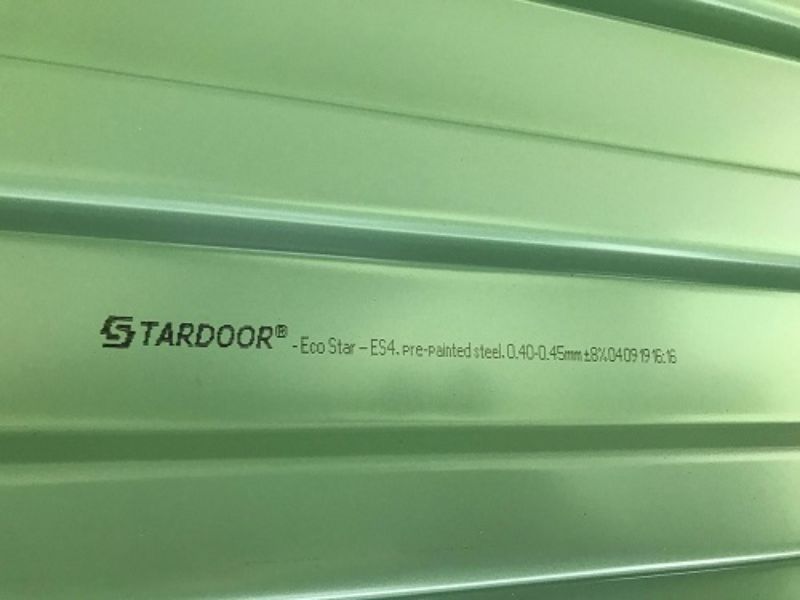 STARDOOR® - Eco Star – ES4. pre-painted steel. 0.40-0.45mm ±8% 04 09 19 16:16